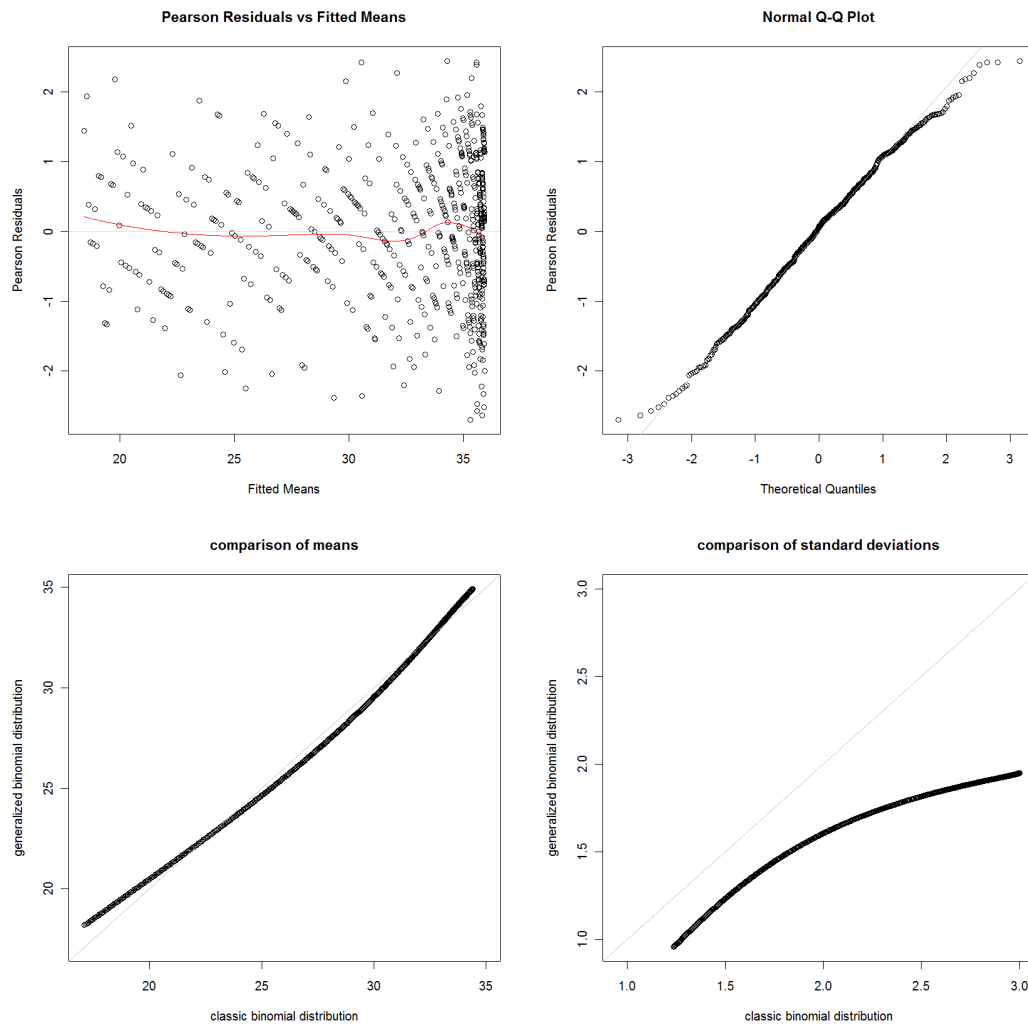 Pearson Residuals vs Fitted Means
Pearson Residuals
2
1
0
-1
-2
20 25 30 35
Fitted Means
Normal Q-Q Plot
Pearson Residuals
2
1
0
-1
-2
-3 -2 -1 0 1 2 3
Theoretical Quantiles
comparison of means
generalized binomial distribution
35
30
25
20
20 25 30 35
classic binomial distribution
comparison of standard deviations
generalized binomial distribution
3.0
2.5
2.0
1.5
1.0
1.0 1.5 2.0 2.5 3.0
classic binomial distribution